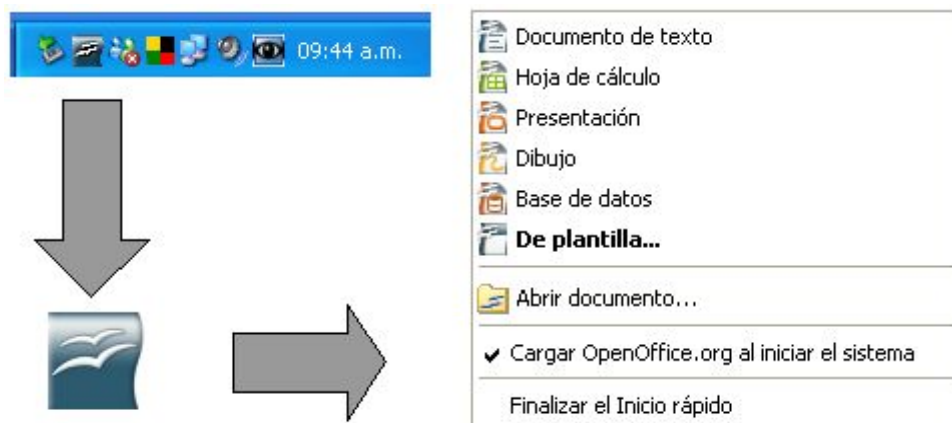 09:44 a.m.
Documento de texto
Hoja de cálculo
Presentación
Dibujo
Base de datos
De plantilla...
Abrir documento...
Cargar OpenOffice.org al iniciar el sistema
Finalizar el Inicio rápido